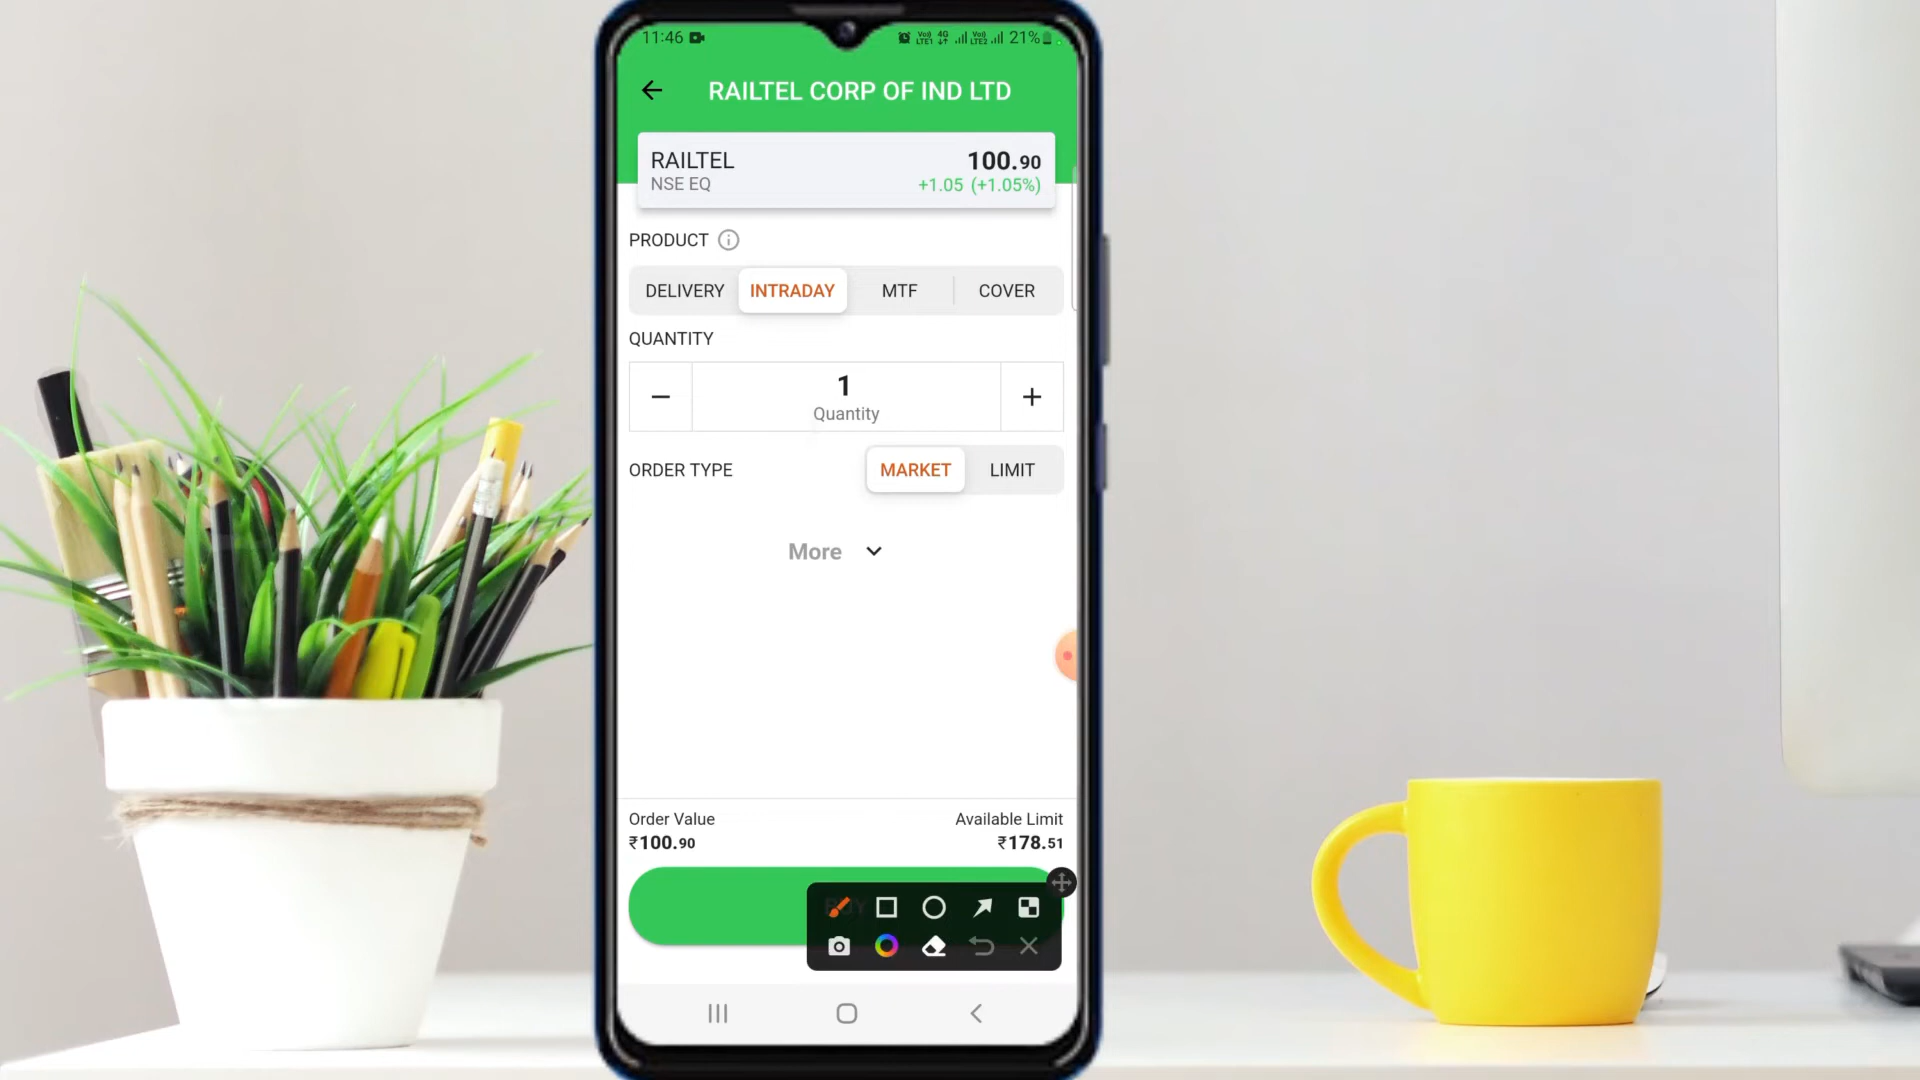 11:46
21%
RAILTEL CORP OF IND LTD
RAILTEL 100.90
NSE EQ +1.05 (+1.05%)
PRODUCT
DELIVERY INTRADAY MTF COVER
QUANTITY
1
Quantity
ORDER TYPE MARKET LIMIT
More
Order Value Available Limit
₹100.90 ₹178.51